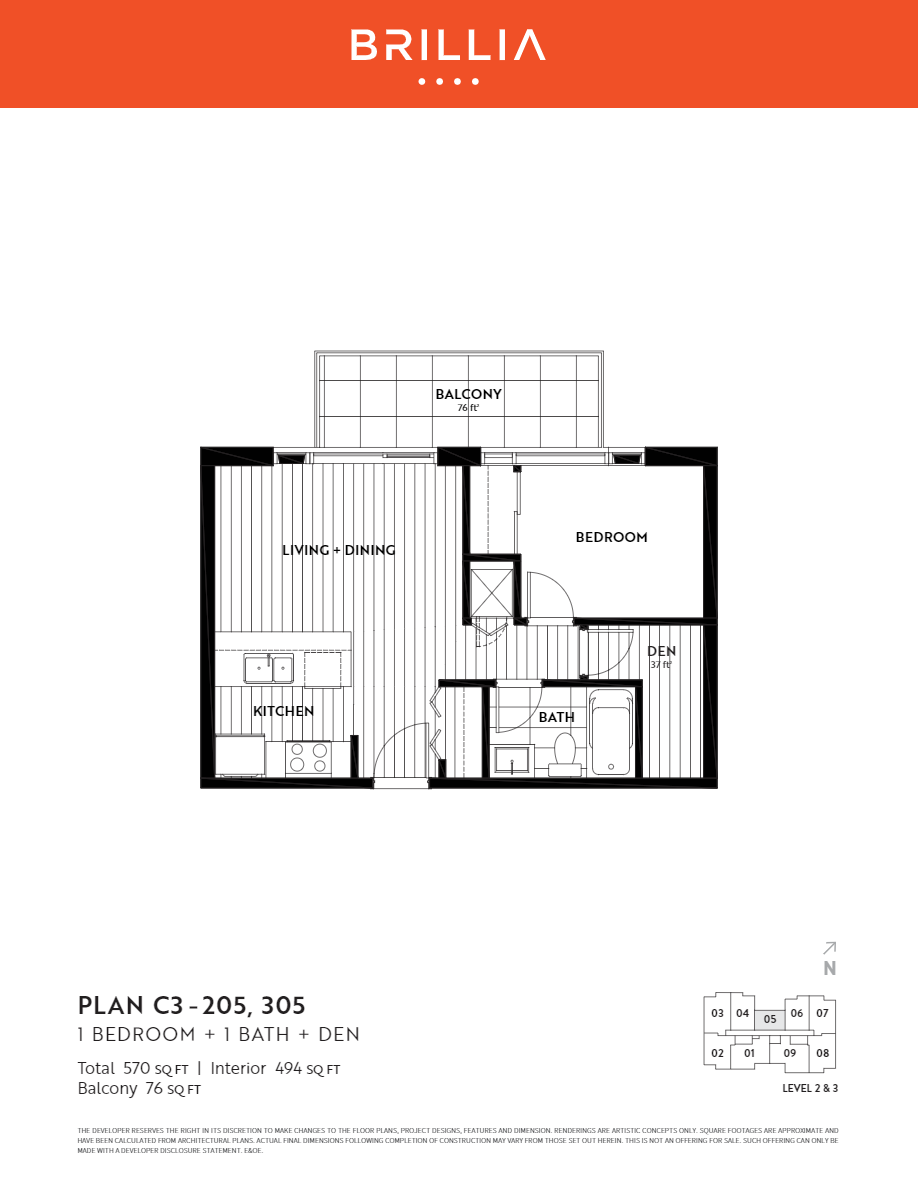 BRILLIA
BALCONY
76 ft²
LIVING + DINING
BEDROOM
DEN
37 ft²
KITCHEN
BATH
N
PLAN C3 - 205, 305
1 BEDROOM + 1 BATH + DEN
Total 570 SQ FT | Interior 494 SQ FT
Balcony 76 SQ FT
03 04 05 06 07
02 01 09 08
LEVEL 2 & 3
THE DEVELOPER RESERVES THE RIGHT IN ITS DISCRETION TO MAKE CHANGES TO THE FLOOR PLANS, PROJECT DESIGNS, FEATURES AND DIMENSION. RENDERINGS ARE ARTISTIC CONCEPTS ONLY. SQUARE FOOTAGES ARE APPROXIMATE AND
HAVE BEEN CALCULATED FROM ARCHITECTURAL PLANS. ACTUAL FINAL DIMENSIONS FOLLOWING COMPLETION OF CONSTRUCTION MAY VARY FROM THOSE SET OUT HEREIN. THIS IS NOT AN OFFERING FOR SALE. SUCH OFFERING CAN ONLY BE
MADE WITH A DEVELOPER DISCLOSURE STATEMENT. E&OE.